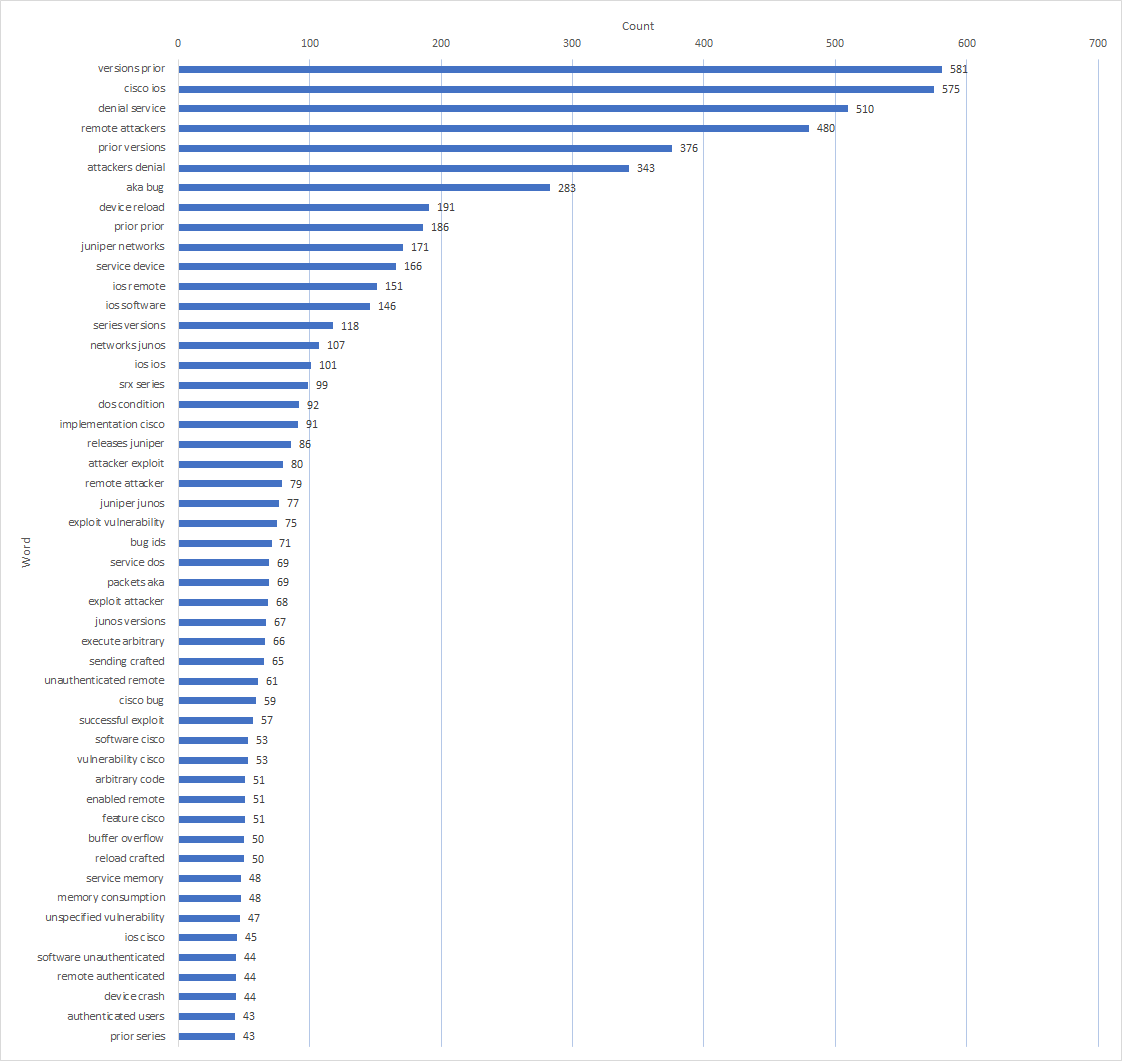 Count
0 100 200 300 400 500 600 700
versions prior 581
cisco ios 575
denial service 510
remote attackers 480
prior versions 376
attackers denial 343
aka bug 283
device reload 191
prior prior 186
juniper networks 171
service device 166
ios remote 151
ios software 146
series versions 118
networks junos 107
ios ios 101
srx series 99
dos condition 92
implementation cisco 91
releases juniper 86
attacker exploit 80
remote attacker 79
juniper junos 77
exploit vulnerability 75
bug ids 71
Word
service dos 69
packets aka 69
exploit attacker 68
junos versions 67
execute arbitrary 66
sending crafted 65
unauthenticated remote 61
cisco bug 59
successful exploit 57
software cisco 53
vulnerability cisco 53
arbitrary code 51
enabled remote 51
feature cisco 51
buffer overflow 50
reload crafted 50
service memory 48
memory consumption 48
unspecified vulnerability 47
ios cisco 45
software unauthenticated 44
remote authenticated 44
device crash 44
authenticated users 43
prior series 43